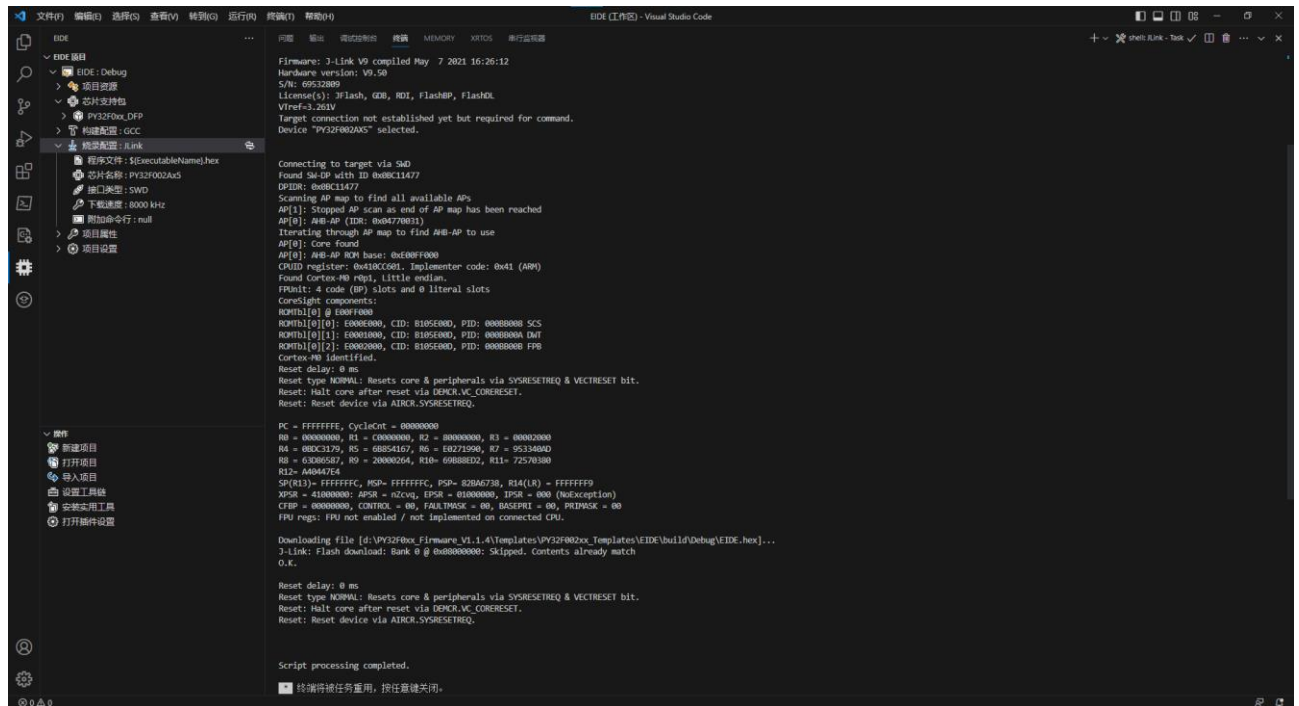 文件(F) 编辑(E) 选择(S) 查看(V) 转到(G) 运行(R) 终端(T) 帮助(H)
EIDE (工作区) - Visual Studio Code
EIDE
EIDE 项目
EIDE : Debug
项目资源
芯片支持包
PY32F0xx_DFP
构建配置 : GCC
烧录配置 : JLink
程序文件 : ${ExecutableName}.hex
芯片名称 : PY32F002Ax5
接口类型 : SWD
下载速度 : 8000 kHz
附加命令行 : null
项目属性
项目设置
操作
新建项目
打开项目
导入项目
设置工具链
安装实用工具
打开插件设置
问题 输出 调试控制台 终端 MEMORY XRTOS 串行监视器
shell: JLink - Task
Firmware: J-Link V9 compiled May 7 2021 16:26:12
Hardware version: V9.50
S/N: 69532809
License(s): JFlash, GDB, RDI, FlashBP, FlashDL
VTref=3.261V
Target connection not established yet but required for command.
Device "PY32F002AX5" selected.
Connecting to target via SWD
Found SW-DP with ID 0x0BC11477
DPIDR: 0x0BC11477
Scanning AP map to find all available APs
AP[1]: Stopped AP scan as end of AP map has been reached
AP[0]: AHB-AP (IDR: 0x04770031)
Iterating through AP map to find AHB-AP to use
AP[0]: Core found
AP[0]: AHB-AP ROM base: 0xE00FF000
CPUID register: 0x410CC601. Implementer code: 0x41 (ARM)
Found Cortex-M0 r0p1, Little endian.
FPUnit: 4 code (BP) slots and 0 literal slots
CoreSight components:
ROMTbl[0] @ E00FF000
ROMTbl[0][0]: E000E000, CID: B105E00D, PID: 000BB008 SCS
ROMTbl[0][1]: E0001000, CID: B105E00D, PID: 000BB00A DWT
ROMTbl[0][2]: E0002000, CID: B105E00D, PID: 000BB00B FPB
Cortex-M0 identified.
Reset delay: 0 ms
Reset type NORMAL: Resets core & peripherals via SYSRESETREQ & VECTRESET bit.
Reset: Halt core after reset via DEMCR.VC_CORERESET.
Reset: Reset device via AIRCR.SYSRESETREQ.
PC = FFFFFFFE, CycleCnt = 00000000
R0 = 00000000, R1 = C0000000, R2 = 80000000, R3 = 00002000
R4 = 0BDC3179, R5 = 6B854167, R6 = E0271990, R7 = 953340AD
R8 = 63D86587, R9 = 20000264, R10= 69B88ED2, R11= 72570380
R12= A40447E4
SP(R13)= FFFFFFFC, MSP= FFFFFFFC, PSP= 82BA6738, R14(LR) = FFFFFFF9
XPSR = 41000000: APSR = nZcvq, EPSR = 01000000, IPSR = 000 (NoException)
CFBP = 00000000, CONTROL = 00, FAULTMASK = 00, BASEPRI = 00, PRIMASK = 00
FPU regs: FPU not enabled / not implemented on connected CPU.
Downloading file [d:\PY32F0xx_Firmware_V1.1.4\Templates\PY32F002xx_Templates\EIDE\build\Debug\EIDE.hex]...
J-Link: Flash download: Bank 0 @ 0x08000000: Skipped. Contents already match
O.K.
Reset delay: 0 ms
Reset type NORMAL: Resets core & peripherals via SYSRESETREQ & VECTRESET bit.
Reset: Halt core after reset via DEMCR.VC_CORERESET.
Reset: Reset device via AIRCR.SYSRESETREQ.
Script processing completed.
* 终端将被任务重用，按任意键关闭。
0 0